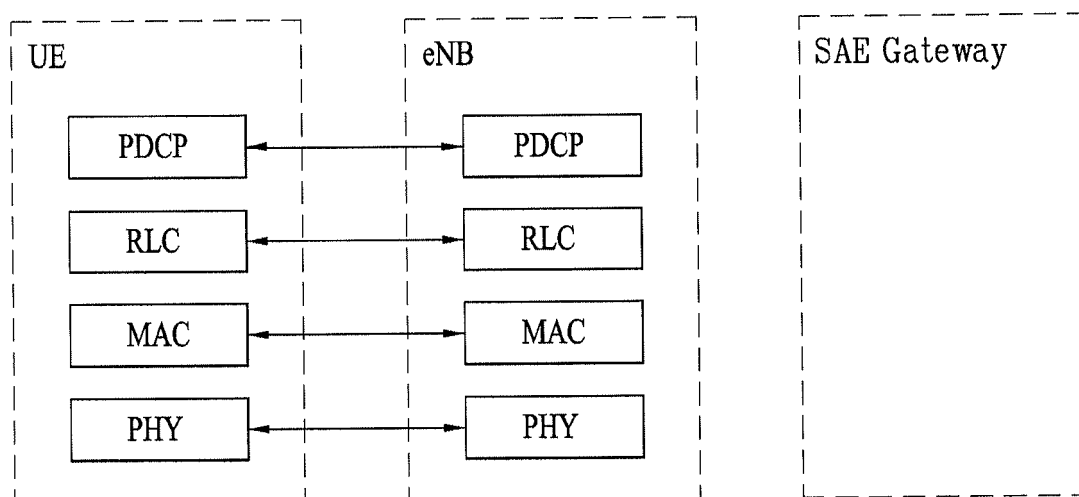 UE
eNB
SAE Gateway
PDCP
PDCP
RLC
RLC
MAC
MAC
PHY
PHY